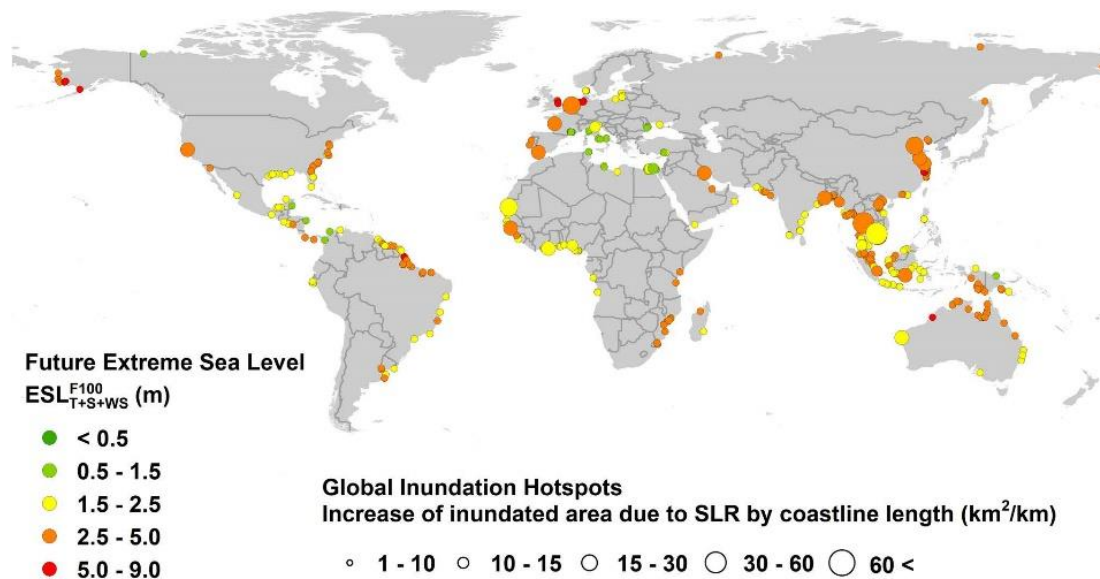 Future Extreme Sea Level
ESL^F100_T+S+WS (m)
< 0.5
0.5 - 1.5
1.5 - 2.5
2.5 - 5.0
5.0 - 9.0
Global Inundation Hotspots
Increase of inundated area due to SLR by coastline length (km²/km)
1 - 10 10 - 15 15 - 30 30 - 60 60 <